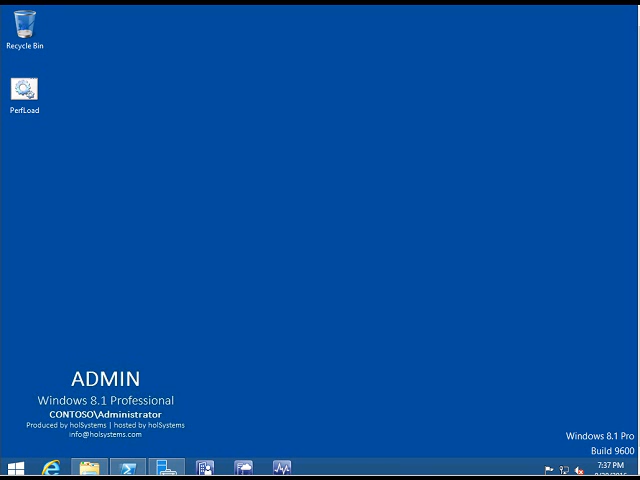 Recycle Bin
PerfLoad
ADMIN
Windows 8.1 Professional
CONTOSO\Administrator
Produced by holSystems | hosted by holSystems
info@holsystems.com
Windows 8.1 Pro
Build 9600
7:37 PM